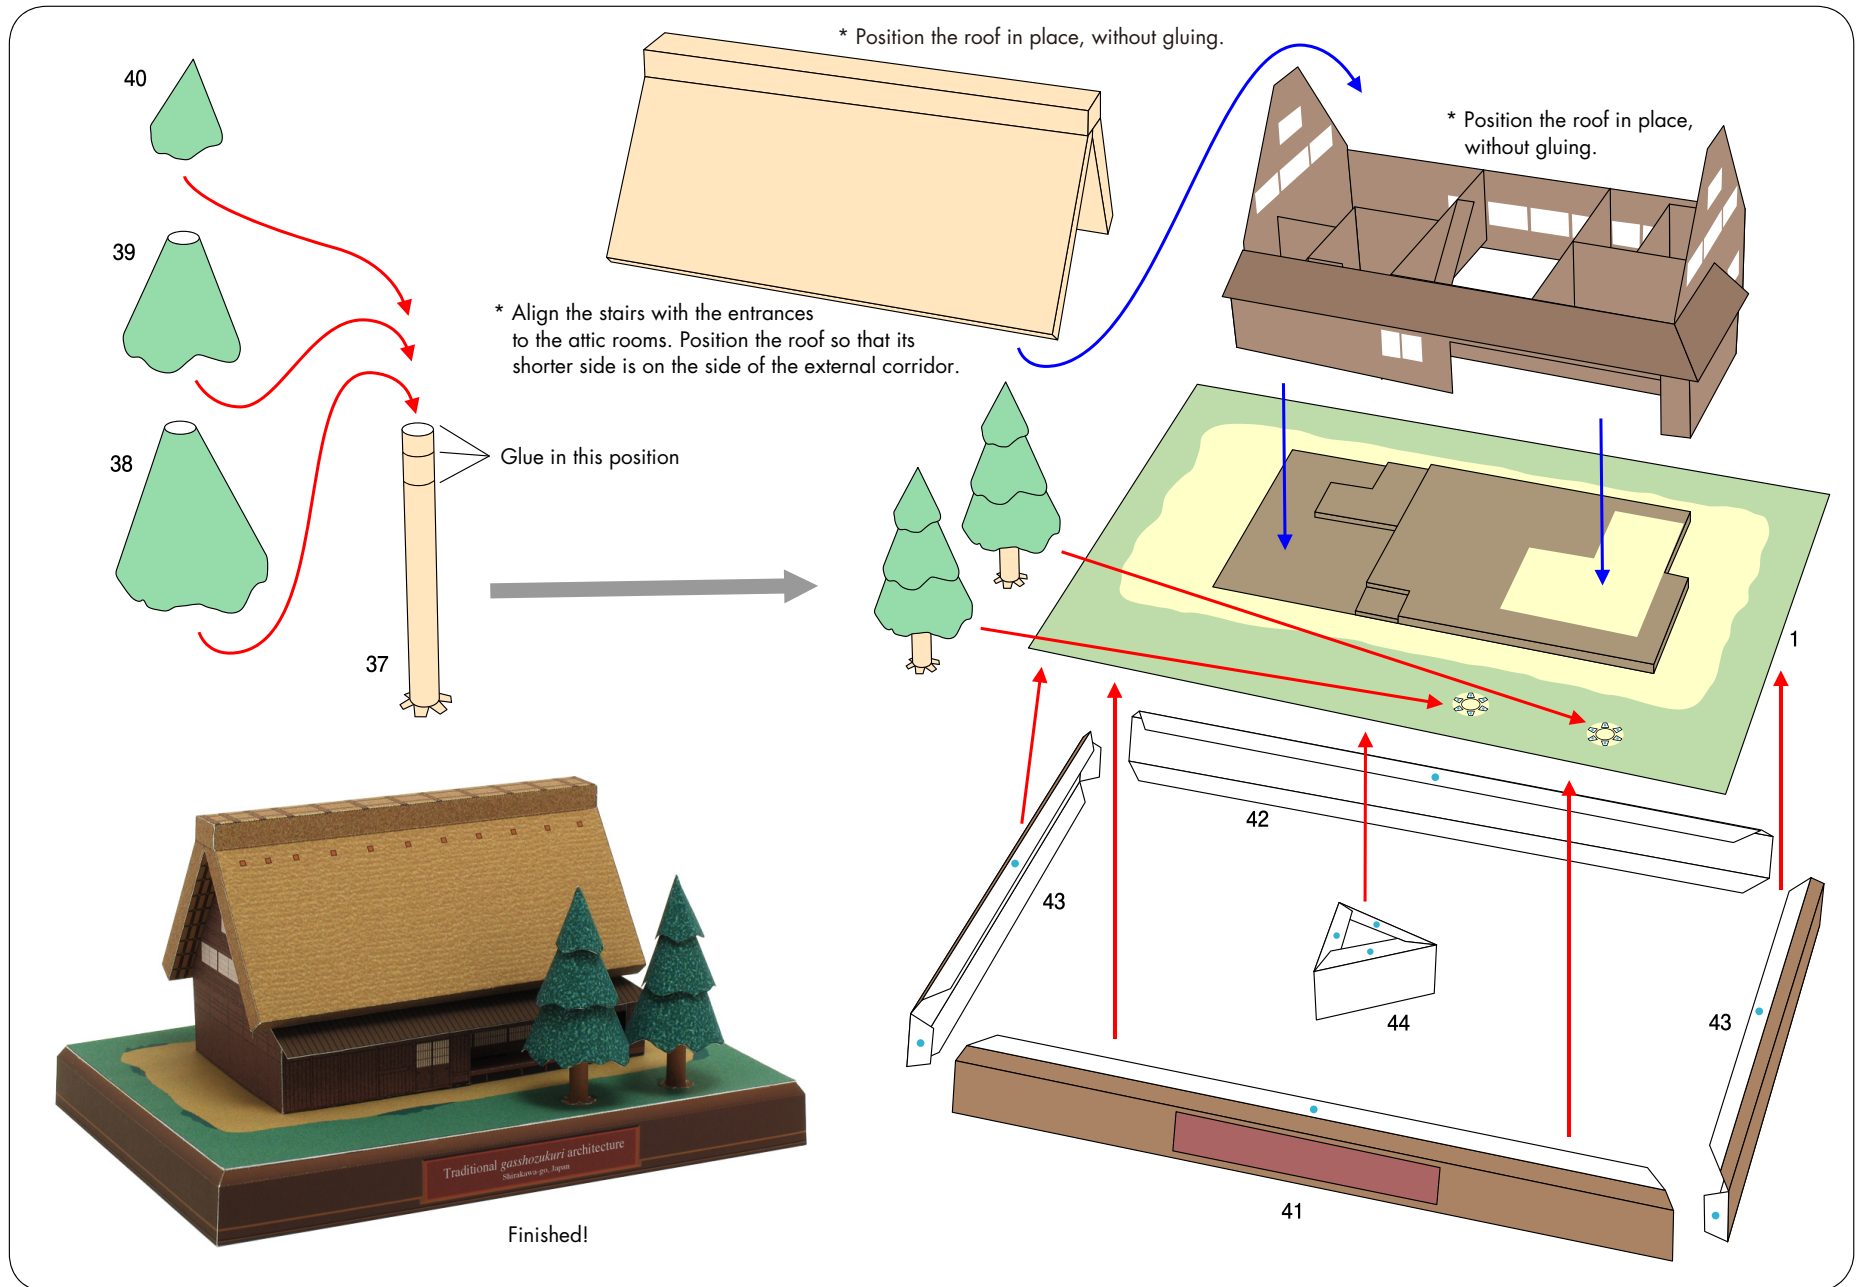 * Position the roof in place, without gluing.
40
* Position the roof in place,
without gluing.
39
* Align the stairs with the entrances
to the attic rooms. Position the roof so that its
shorter side is on the side of the external corridor.
38
Glue in this position
37
1
42
43
44
43
41
Traditional gasshozukuri architecture
Shirakawa-go, Japan
Finished!